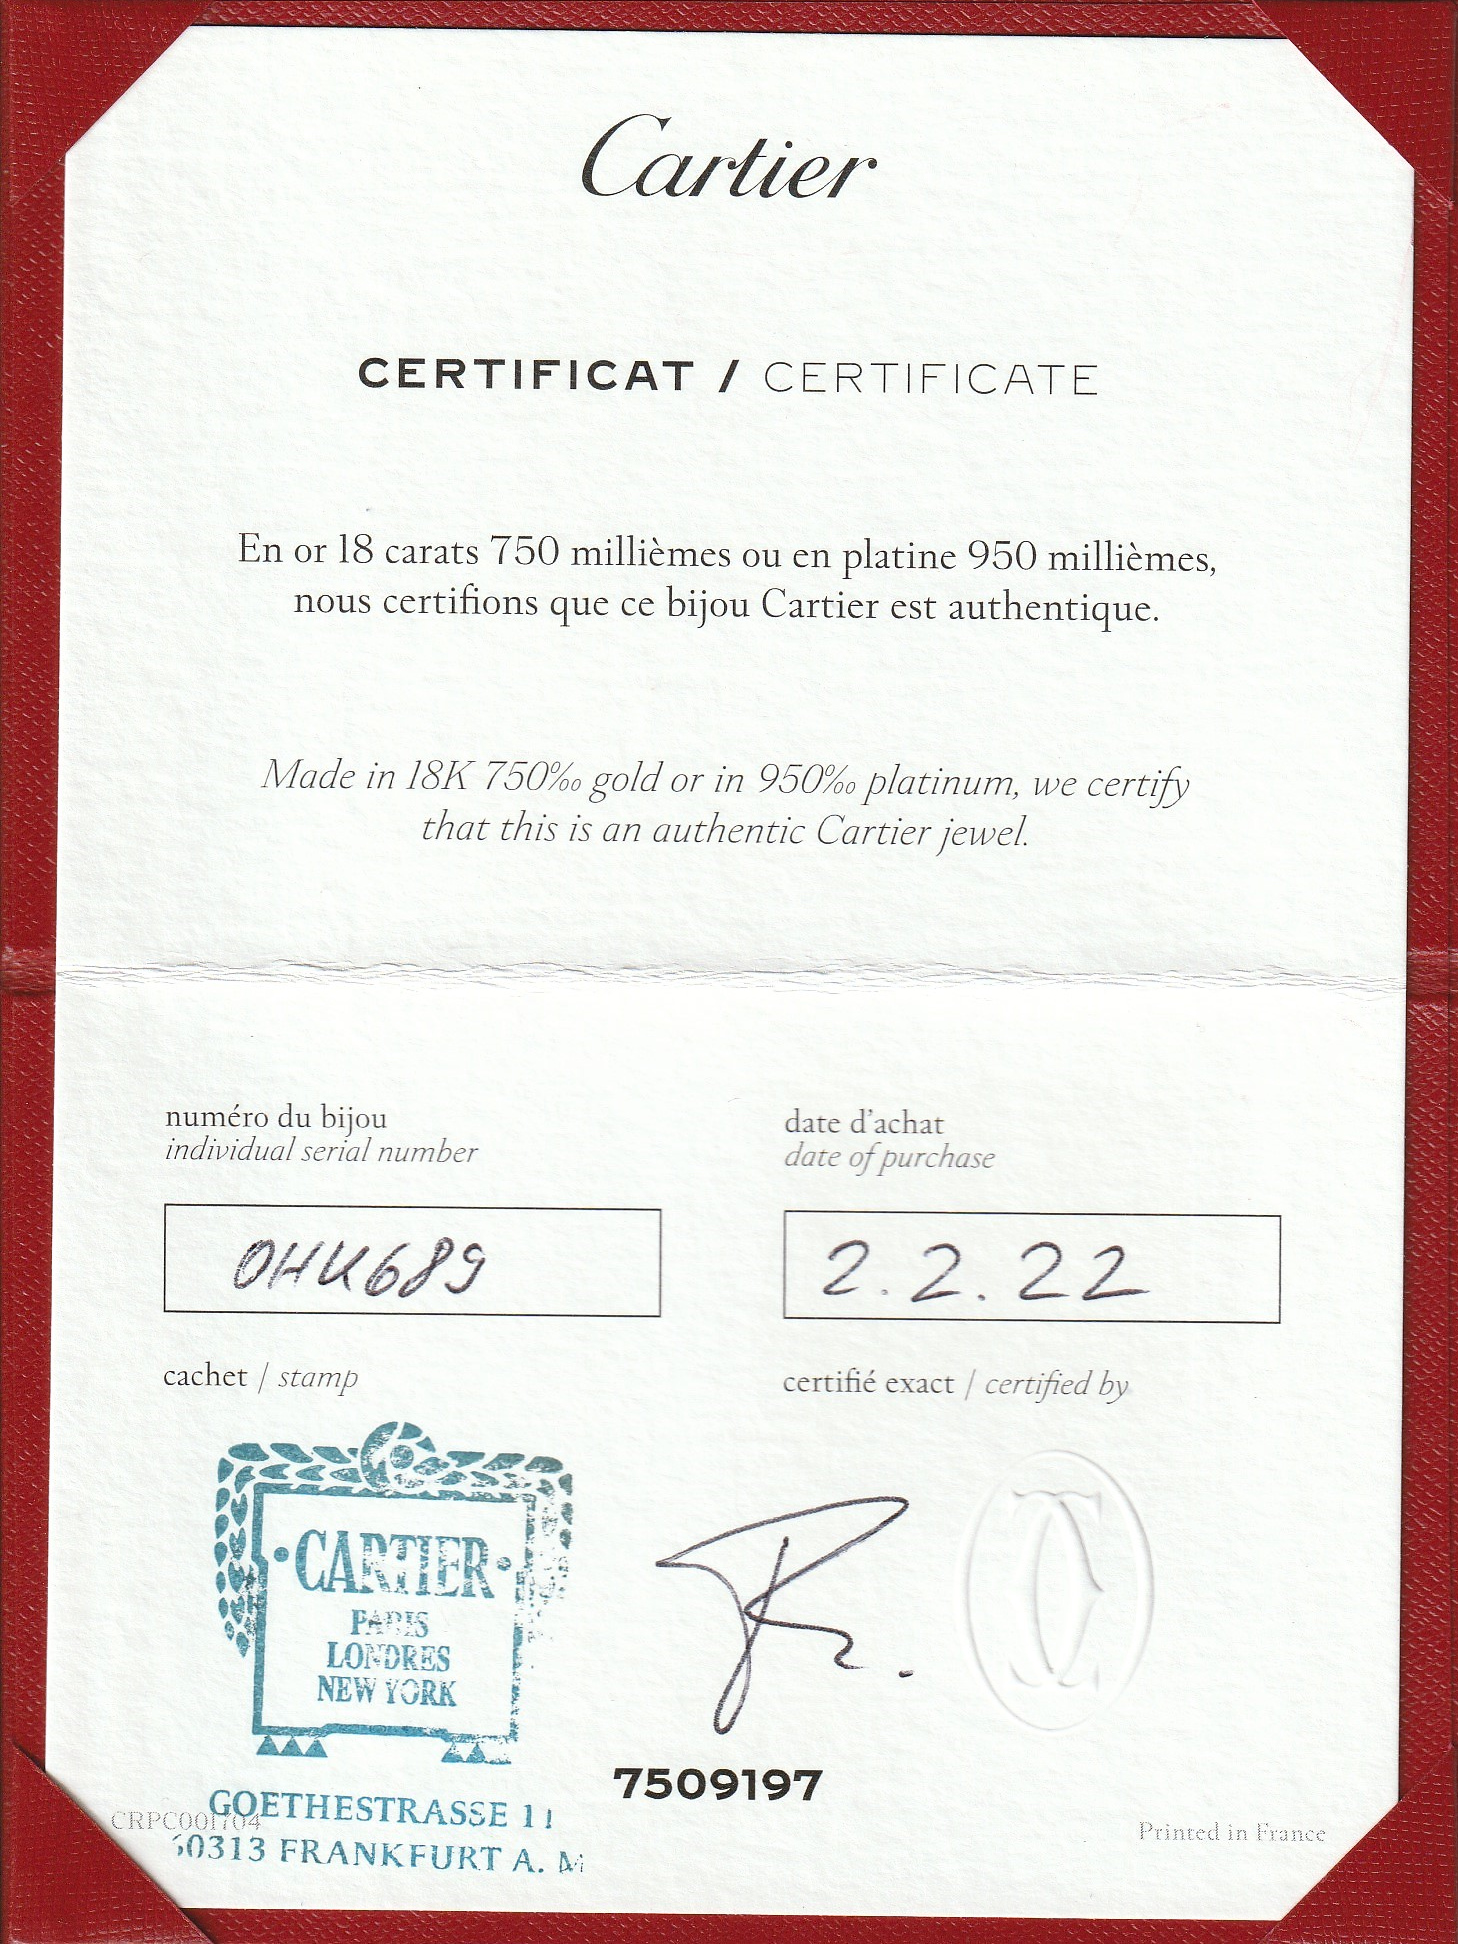 Cartier
CERTIFICAT / CERTIFICATE
En or 18 carats 750 millièmes ou en platine 950 millièmes,
nous certifions que ce bijou Cartier est authentique.
Made in 18K 750‰ gold or in 950‰ platinum, we certify
that this is an authentic Cartier jewel.
numéro du bijou
individual serial number
date d'achat
date of purchase
OHU689
2.2.22
cachet / stamp
certifié exact / certified by
·CARTIER·
PARIS
LONDRES
NEW YORK
7509197
GOETHESTRASSE 11
CRPC001704
60313 FRANKFURT A. M
Printed in France